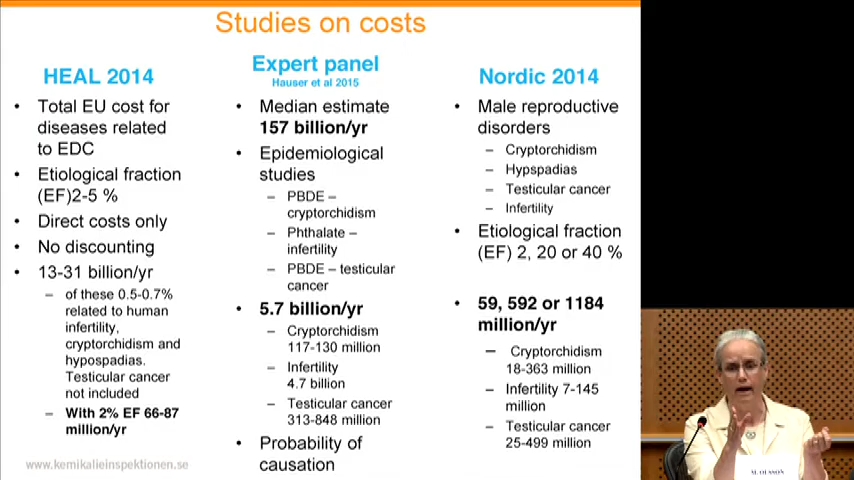 Studies on costs
HEAL 2014
• Total EU cost for
diseases related
to EDC
• Etiological fraction
(EF)2-5 %
• Direct costs only
• No discounting
• 13-31 billion/yr
– of these 0.5-0.7%
related to human
infertility,
cryptorchidism and
hypospadias.
Testicular cancer
not included
– With 2% EF 66-87
million/yr
Expert panel
Hauser et al 2015
• Median estimate
157 billion/yr
• Epidemiological
studies
– PBDE –
cryptorchidism
– Phthalate –
infertility
– PBDE – testicular
cancer
• 5.7 billion/yr
– Cryptorchidism
117-130 million
– Infertility
4.7 billion
– Testicular cancer
313-848 million
• Probability of
causation
Nordic 2014
• Male reproductive
disorders
– Cryptorchidism
– Hypspadias
– Testicular cancer
– Infertility
• Etiological fraction
(EF) 2, 20 or 40 %
• 59, 592 or 1184
million/yr
– Cryptorchidism
18-363 million
– Infertility 7-145
million
– Testicular cancer
25-499 million
www.kemikalieinspektionen.se